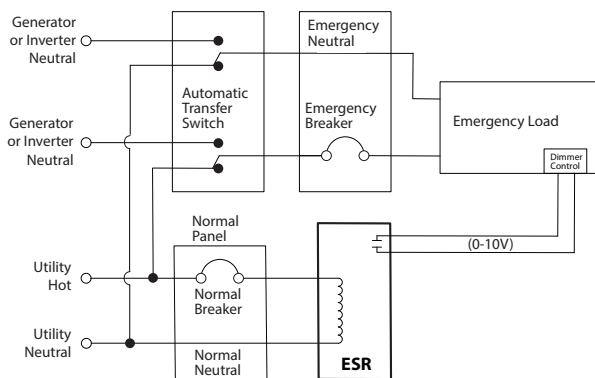 Generator
or Inverter
Neutral
Emergency
Neutral
Automatic
Transfer
Switch
Emergency
Breaker
Emergency Load
Generator
or Inverter
Neutral
Dimmer
Control
Normal
Panel
(0-10V)
Utility
Hot
Normal
Breaker
Utility
Neutral
Normal
Neutral
ESR